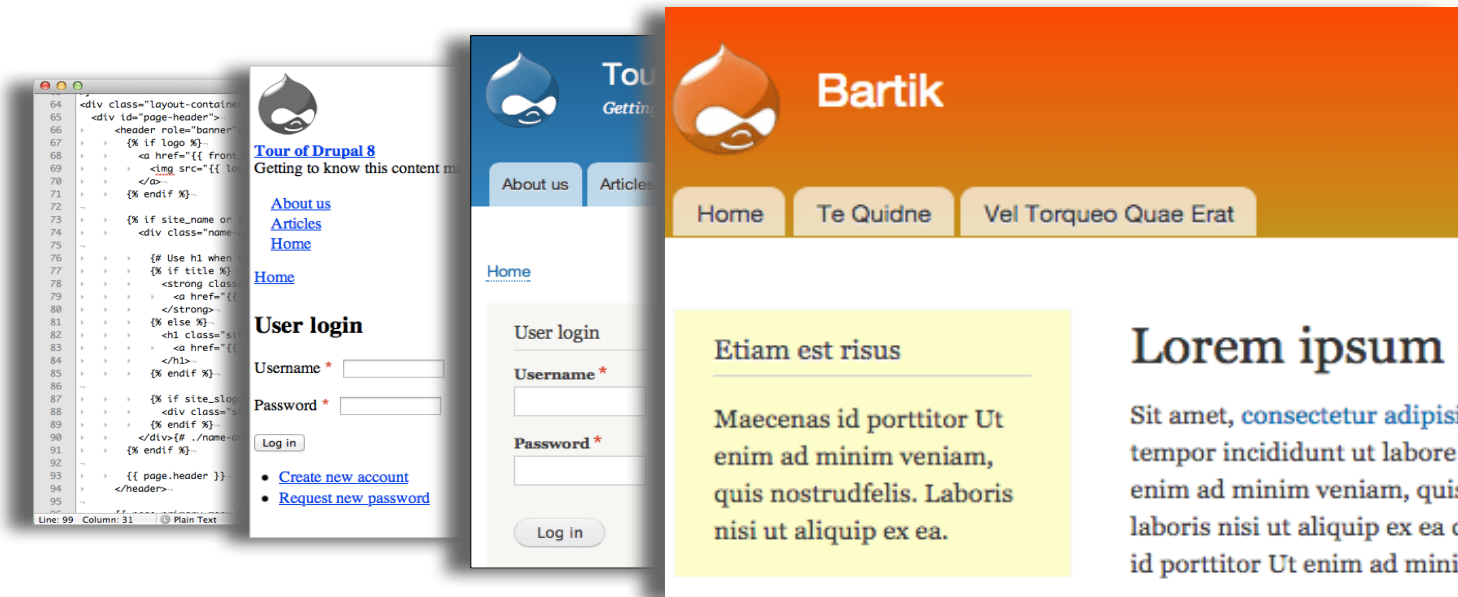 64 <div class="layout-container
65 <div id="page-header">
66 <header role="banner"
67 {% if logo %}
68 <a href="{{ front
69 <img src="{{ log
70 </a>
71 {% endif %}
72
73 {% if site_name or
74 <div class="name-
75
76 {# Use h1 when
77 {% if title %}
78 <strong class
79 <a href="{{
80 </strong>
81 {% else %}
82 <h1 class="sit
83 <a href="{{
84 </h1>
85 {% endif %}
86
87 {% if site_slog
88 <div class="s
89 {% endif %}
90 </div>{# ./name-
91 {% endif %}
92
93 {{ page.header }}
94 </header>
95
Line: 99 Column: 31 Plain Text
Tour of Drupal 8
Getting to know this content m
About us
Articles
Home
Home
User login
Username *
Password *
Log in
Create new account
Request new password
Tou
Getting
About us Articles
Home
User login
Username *
Password *
Log in
Bartik
Home Te Quidne Vel Torqueo Quae Erat
Etiam est risus
Maecenas id porttitor Ut
enim ad minim veniam,
quis nostrudfelis. Laboris
nisi ut aliquip ex ea.
Lorem ipsum
Sit amet, consectetur adipisi
tempor incididunt ut labore
enim ad minim veniam, quis
laboris nisi ut aliquip ex ea
id porttitor Ut enim ad mini